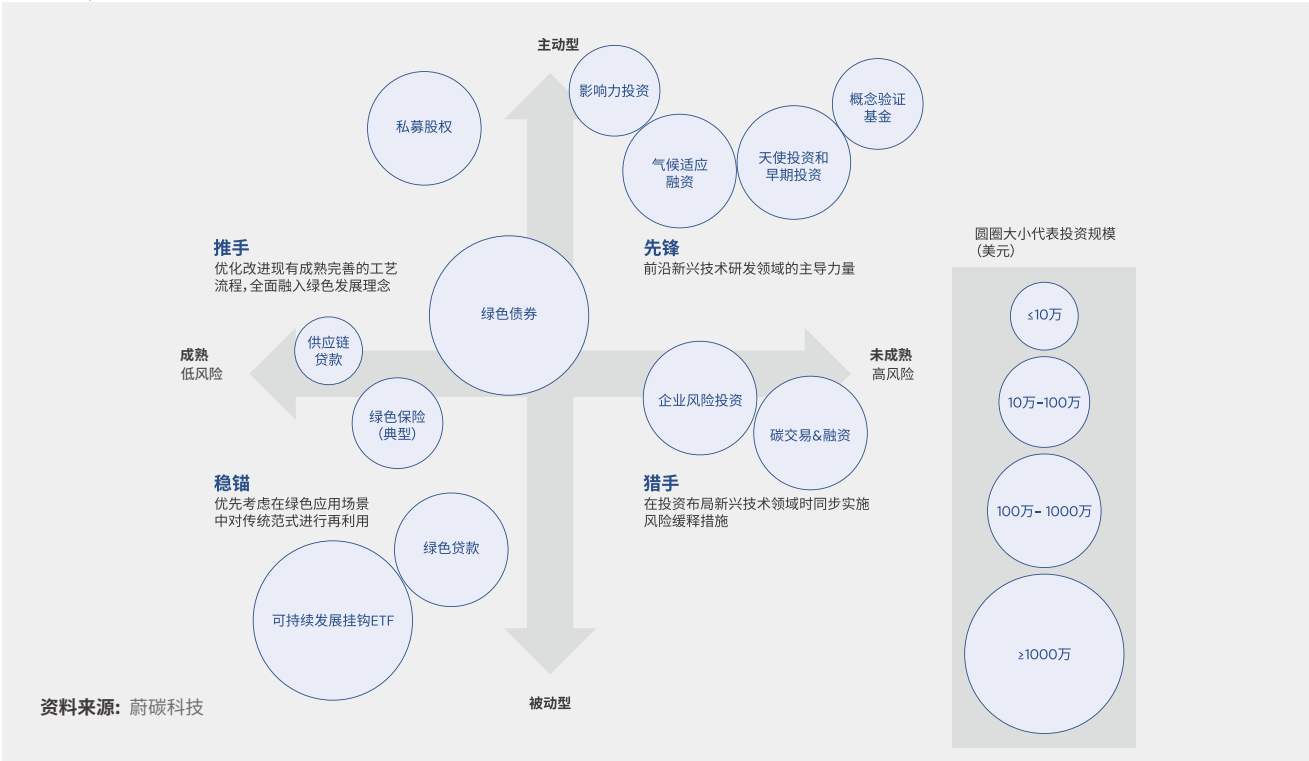 主动型
影响力投资
概念验证
基金
私募股权
气候适应
融资
天使投资和
早期投资
推手
优化改进现有成熟完善的工艺
流程，全面融入绿色发展理念
先锋
前沿新兴技术研发领域的主导力量
绿色债券
供应链
贷款
成熟
低风险
未成熟
高风险
绿色保险
（典型）
企业风险投资
碳交易&融资
稳锚
优先考虑在绿色应用场景
中对传统范式进行再利用
猎手
在投资布局新兴技术领域时同步实施
风险缓释措施
绿色贷款
可持续发展挂钩ETF
被动型
圆圈大小代表投资规模
（美元）
≤10万
10万-100万
100万- 1000万
≥1000万
资料来源: 蔚碳科技